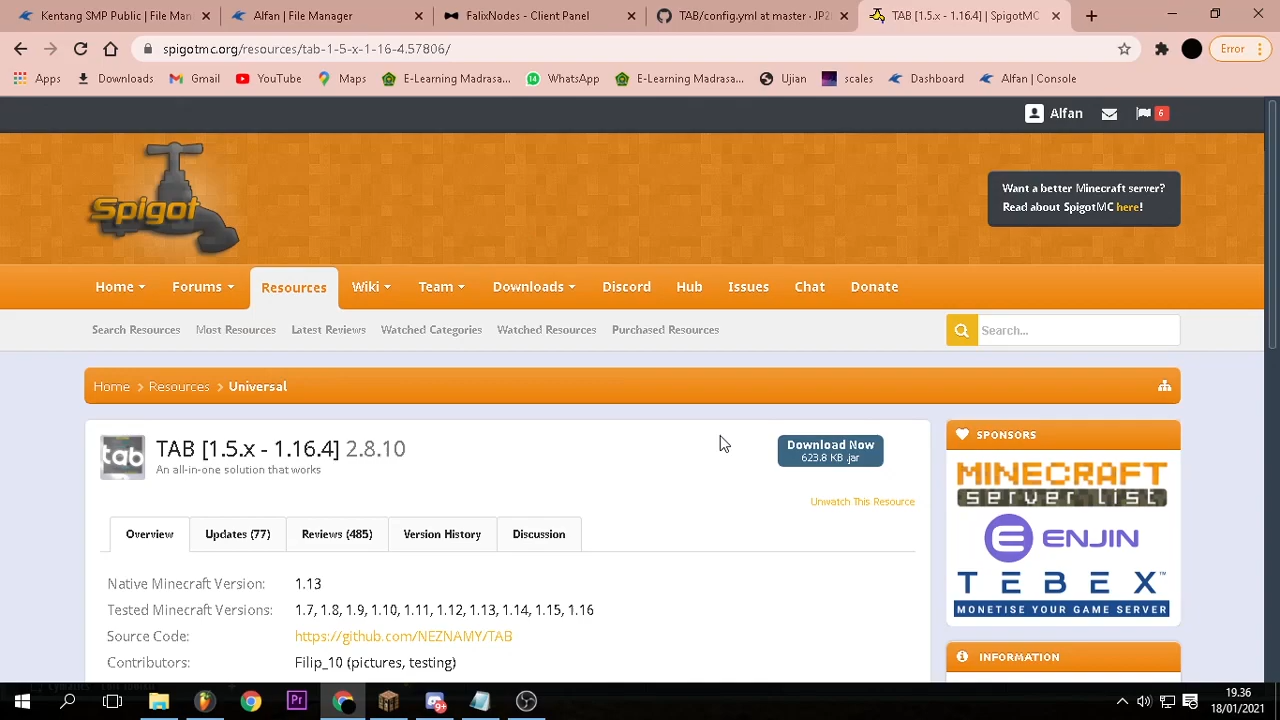 Kentang SMP | Public Men
Alfan | File Manager
FalixNodes - Client Panel
TAB/config.yml at master · JP2
TAB [1.5.x - 1.16.4] | SpigotMC
spigotmc.org/resources/tab-1-5-x-1-16-4.57806/
Error
Apps
Downloads
Gmail
YouTube
Maps
E-Learning Madrasa...
WhatsApp
E-Learning Madrasa...
Ujian
scales
Dashboard
Alfan | Console
Alfan
6
Spigot
Want a better Minecraft server?
Read about SpigotMC here!
Home
Forums
Resources
Wiki
Team
Downloads
Discord
Hub
Issues
Chat
Donate
Search Resources
Most Resources
Latest Reviews
Watched Categories
Watched Resources
Purchased Resources
Search...
Home
Resources
Universal
tab
TAB [1.5.x - 1.16.4] 2.8.10
An all-in-one solution that works
Download Now
623.8 KB .jar
Unwatch This Resource
Overview
Updates (77)
Reviews (485)
Version History
Discussion
Native Minecraft Version: 1.13
Tested Minecraft Versions: 1.7, 1.8, 1.9, 1.10, 1.11, 1.12, 1.13, 1.14, 1.15, 1.16
Source Code: https://github.com/NEZNAMY/TAB
Contributors: Filip_10 (pictures, testing)
SPONSORS
MINECRAFT
server list
ENJIN
TEBEX™
MONETISE YOUR GAME SERVER
INFORMATION
Pr
19.36
18/01/2021